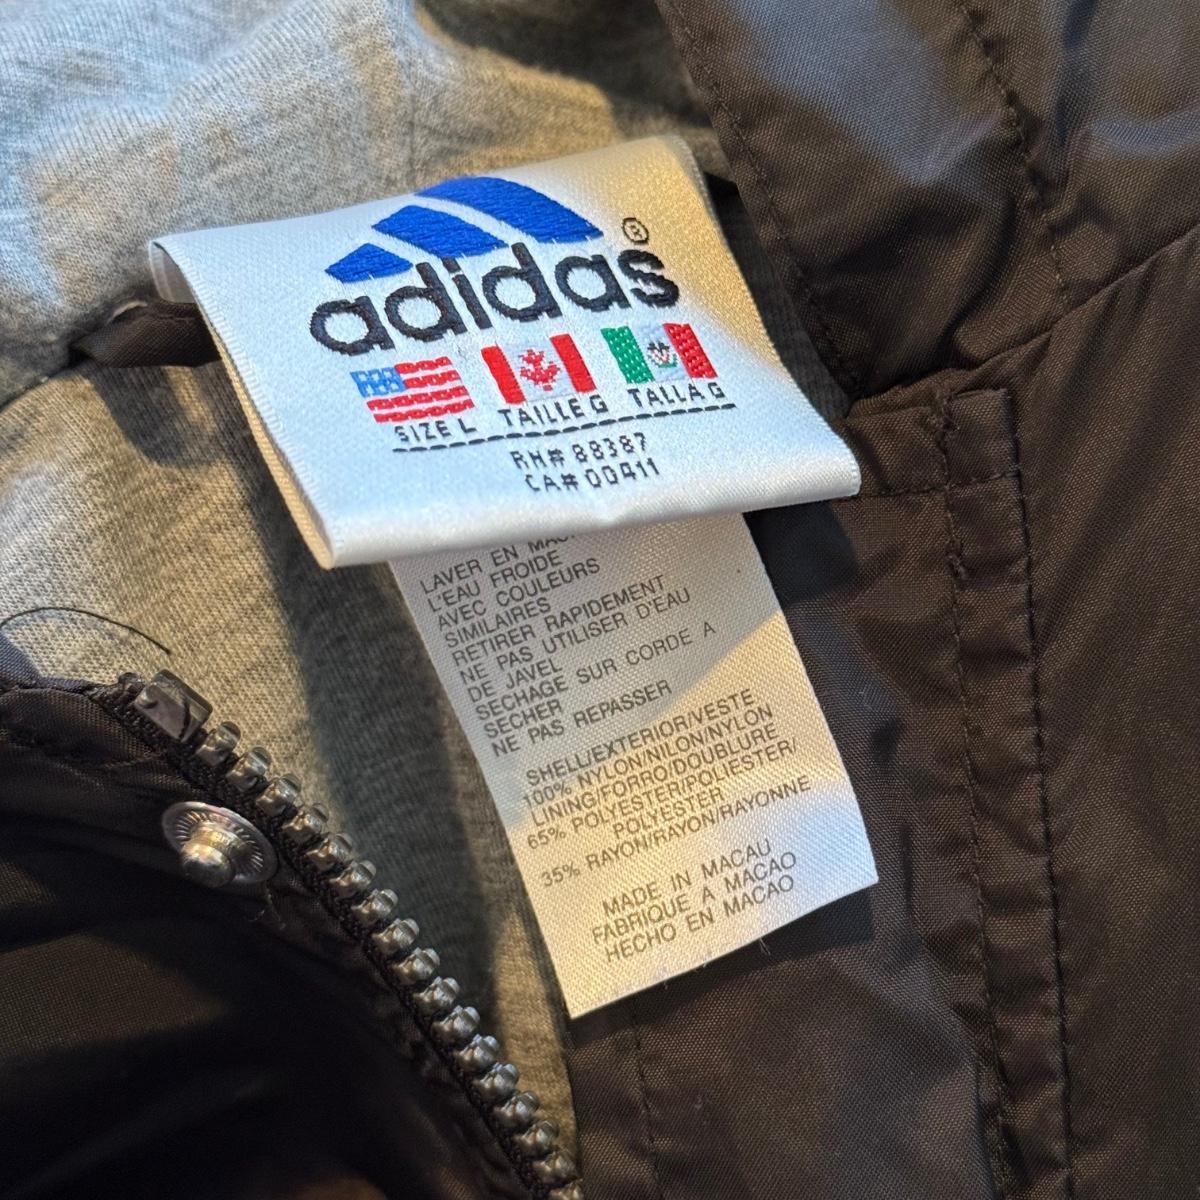 adidas®
SIZE L TAILLE G TALLA G
RN# 88387
CA# 00411
LAVER EN
L'EAU FROIDE
AVEC COULEURS
SIMILAIRES
RETIRER RAPIDEMENT
NE PAS UTILISER D'EAU
DE JAVEL
SECHAGE SUR CORDE A
SECHER
NE PAS REPASSER
SHELL/EXTERIOR/VESTE
100% NYLON/NILON/NYLON
LINING/FORRO/DOUBLURE
65% POLYESTER/POLIESTER/
POLYESTER
35% RAYON/RAYON/RAYONNE
MADE IN MACAU
FABRIQUE A MACAO
HECHO EN MACAO